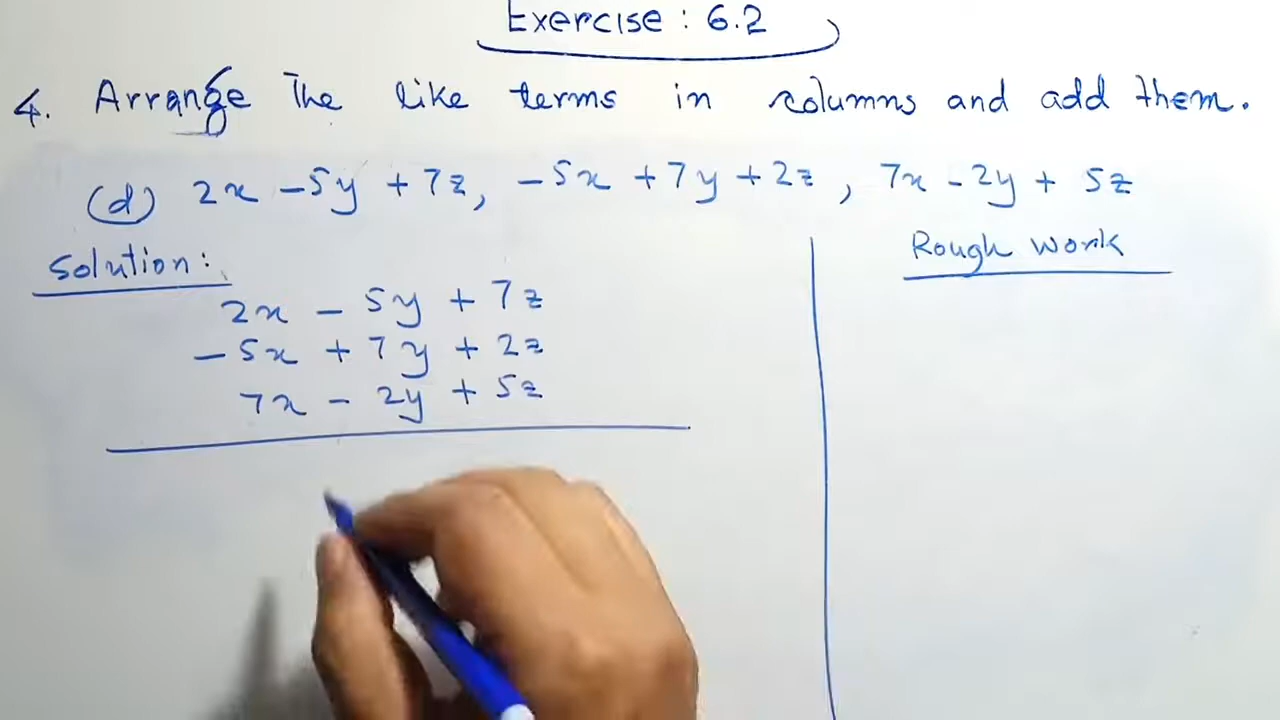 Exercise : 6.2
4. Arrange The like terms in columns and add them.
(d) 2x - 5y + 7z, - 5x + 7y + 2z, 7x - 2y + 5z
Solution:
Rough work
2x - 5y + 7z
- 5x + 7y + 2z
7x - 2y + 5z